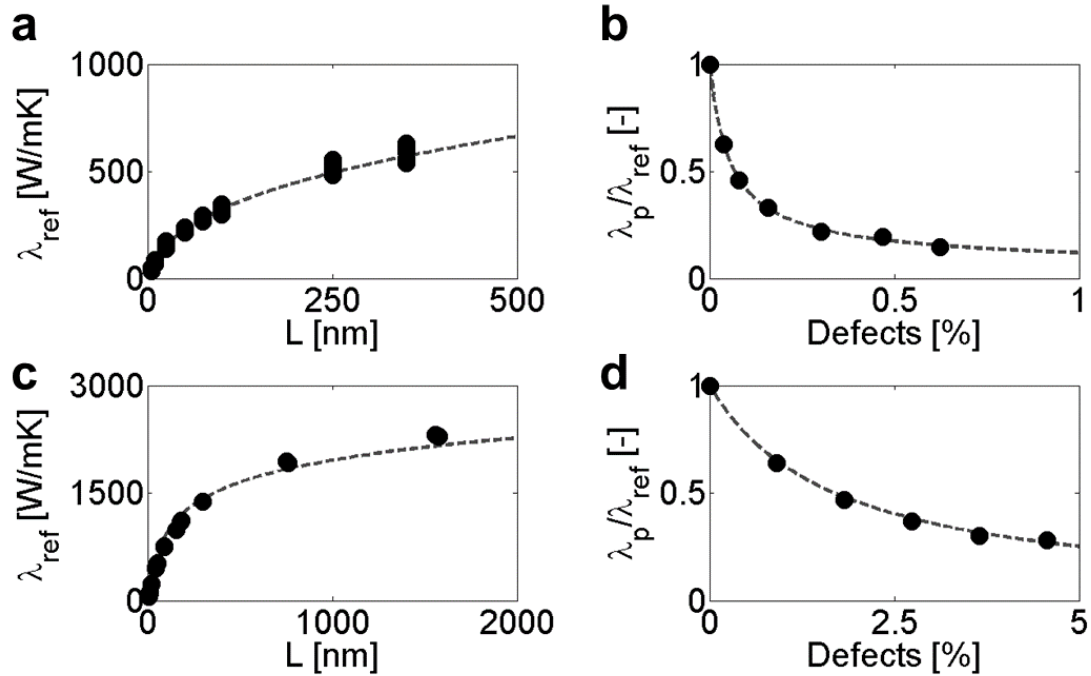 a
1000
500
0
λref [W/mK]
0
250
500
L [nm]
b
1
0.5
0
λp/λref [-]
0
0.5
1
Defects [%]
c
3000
1500
0
λref [W/mK]
0
1000
2000
L [nm]
d
1
0.5
0
λp/λref [-]
0
2.5
5
Defects [%]